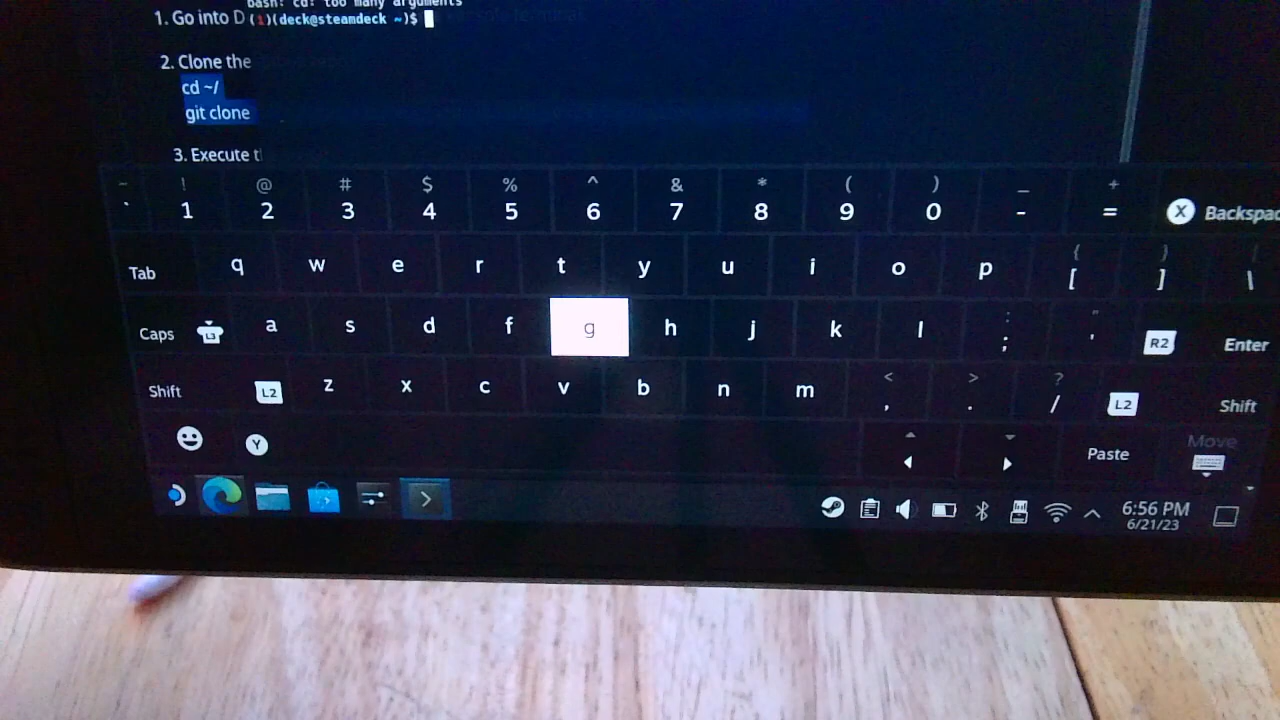 bash: cd: too many arguments
1. Go into D (1)(deck@steamdeck ~)$
2. Clone the
cd ~/
git clone
3. Execute t
~ ! @ # $ % ^ & * ( ) _ +
` 1 2 3 4 5 6 7 8 9 0 - = X Backspac
Tab q w e r t y u i o p { [ } ] | \
Caps L3 a s d f g h j k l : ; " ' R2 Enter
Shift L2 z x c v b n m < , > . ? / L2 Shift
Y Paste Move
6:56 PM
6/21/23